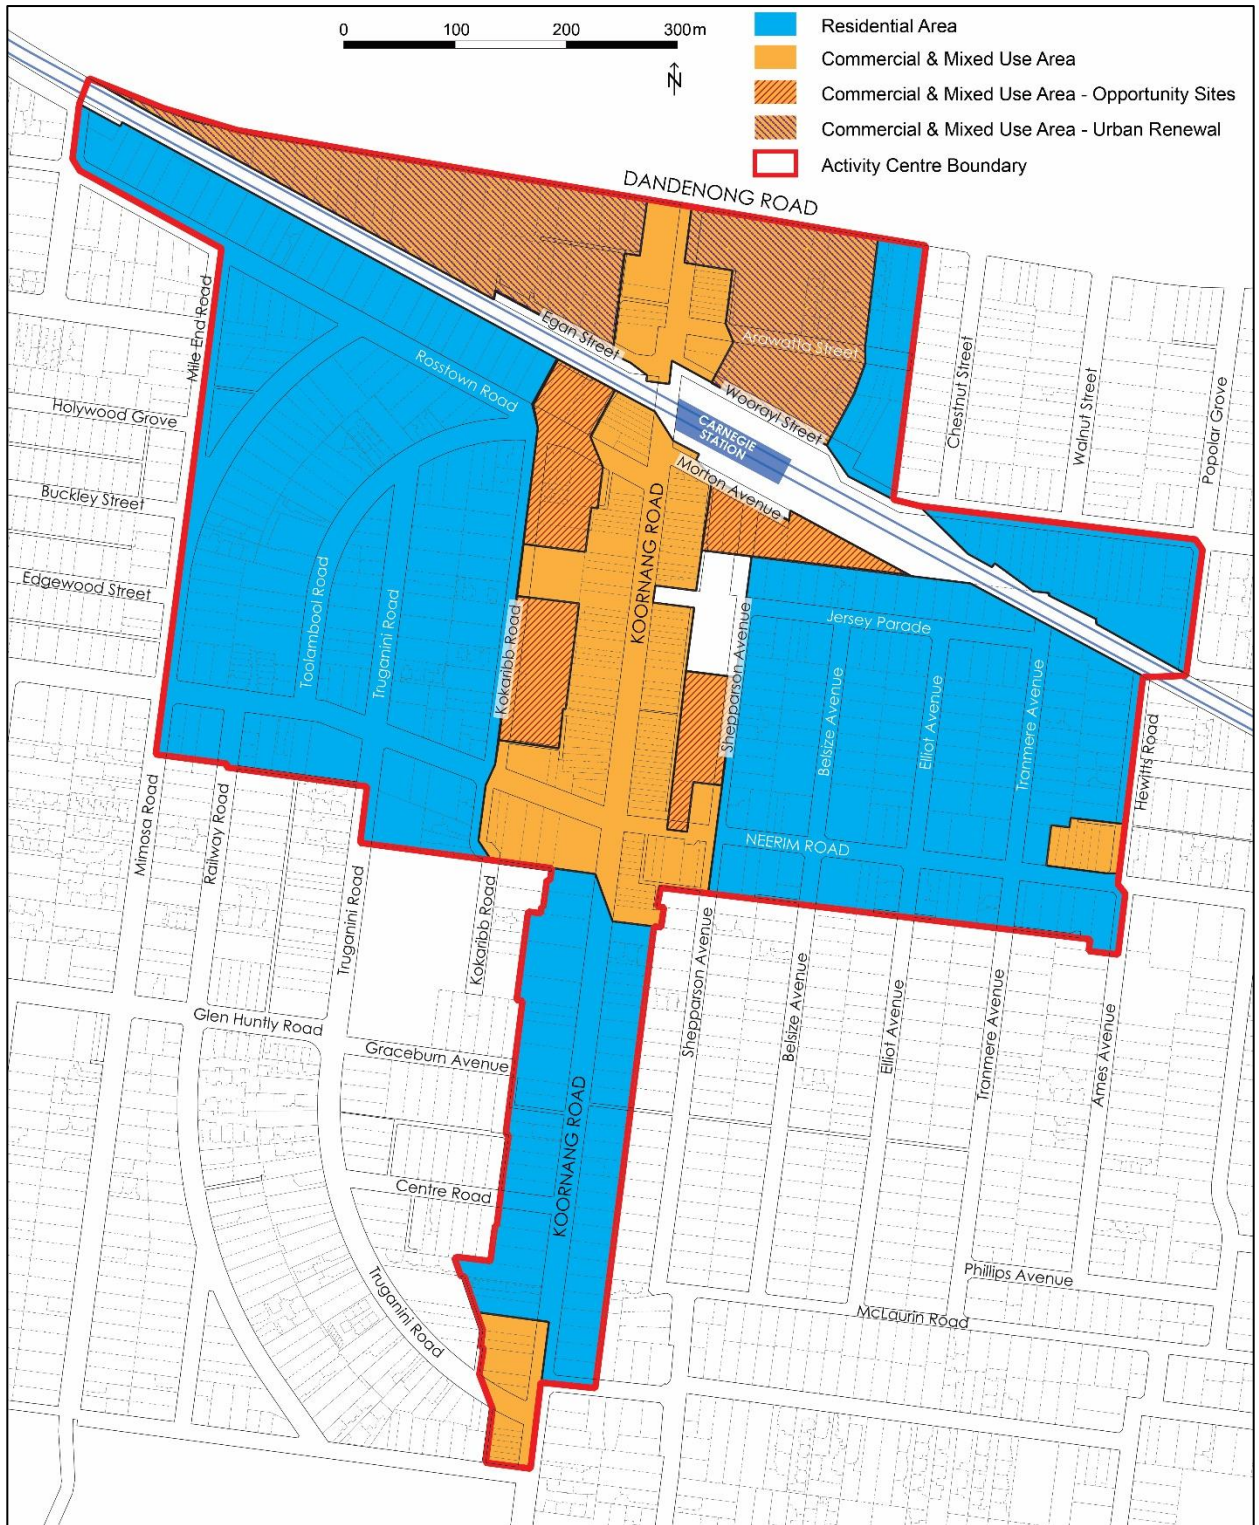 0 100 200 300m
N
Residential Area
Commercial & Mixed Use Area
Commercial & Mixed Use Area - Opportunity Sites
Commercial & Mixed Use Area - Urban Renewal
Activity Centre Boundary
DANDENONG ROAD
Mile End Road
Egan Street
Arawatta Street
Rosstown Road
Woorayl Street
CARNEGIE
STATION
Morton Avenue
Chestnut Street
Walnut Street
Popolar Grove
Holywood Grove
Buckley Street
Edgewood Street
Toolambool Road
Truganini Road
Kokaribb Road
KOORNANG ROAD
Shepparson Avenue
Jersey Parade
Belsize Avenue
Elliot Avenue
Tranmere Avenue
Hewitts Road
NEERIM ROAD
Mimosa Road
Railway Road
Truganini Road
Kokaribb Road
Shepparson Avenue
Belsize Avenue
Elliot Avenue
Tranmere Avenue
Ames Avenue
Glen Huntly Road
Graceburn Avenue
KOORNANG ROAD
Centre Road
Truganini Road
Phillips Avenue
McLaurin Road